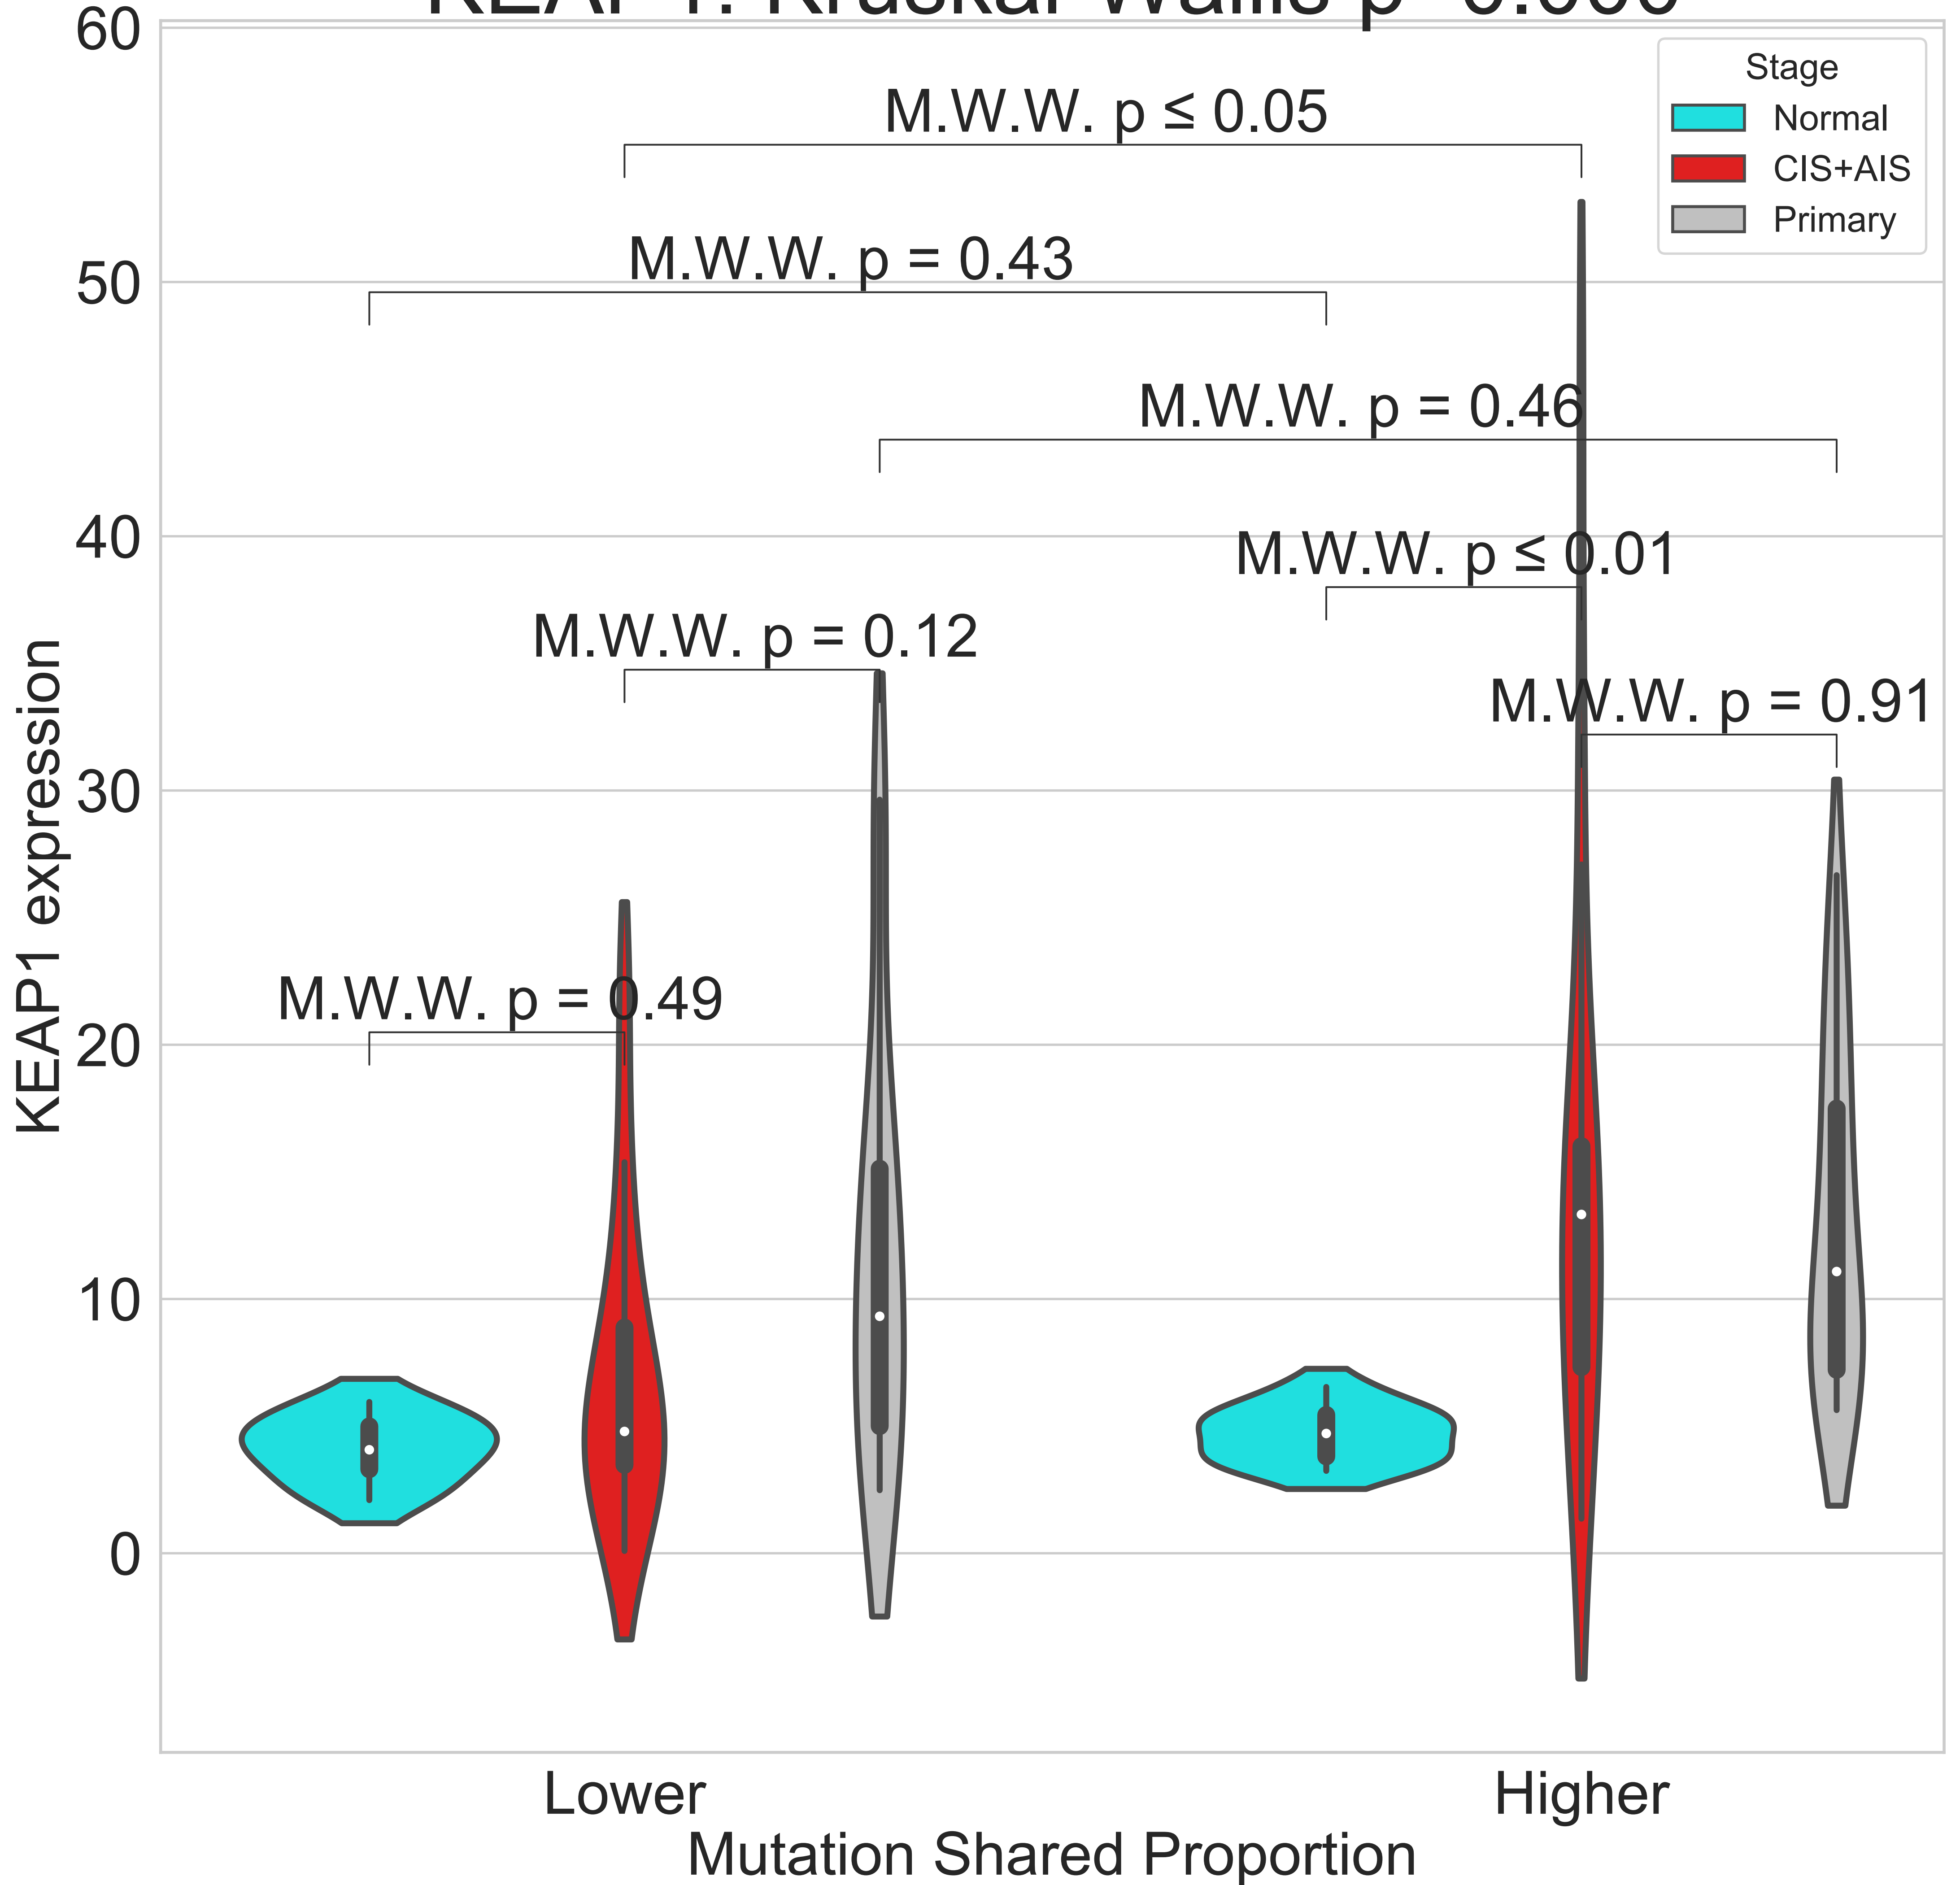 60
Stage
M.W.W. p ≤ 0.05
Normal
CIS+AIS
Primary
M.W.W. p = 0.43
50
M.W.W. p = 0.46
40
M.W.W. p ≤ 0.01
M.W.W. p = 0.12
M.W.W. p = 0.91
30
KEAP1 expression
M.W.W. p = 0.49
20
10
0
Lower
Higher
Mutation Shared Proportion